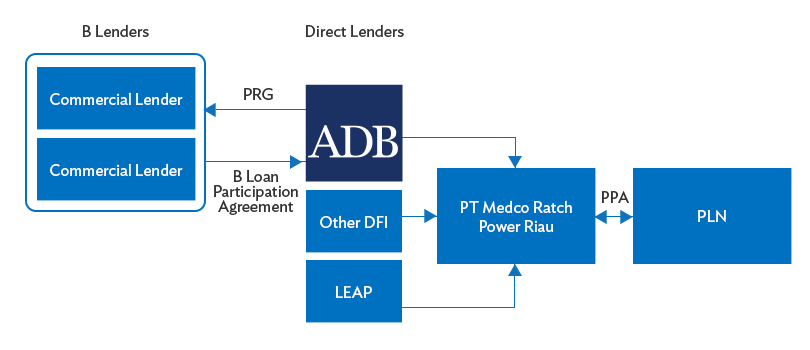 B Lenders
Direct Lenders
Commercial Lender
PRG
ADB
Commercial Lender
B Loan
Participation
Agreement
Other DFI
PT Medco Ratch
Power Riau
PPA
PLN
LEAP